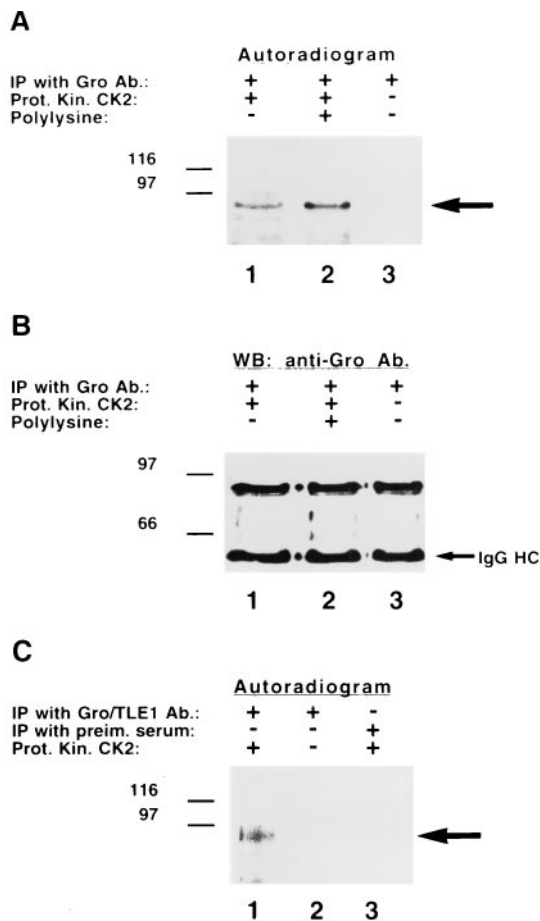 A
Autoradiogram
IP with Gro Ab.: + + +
Prot. Kin. CK2: + + -
Polylysine: - + -
116
97
1 2 3
B
WB: anti-Gro Ab.
IP with Gro Ab.: + + +
Prot. Kin. CK2: + + -
Polylysine: - + -
97
66
IgG HC
1 2 3
C
Autoradiogram
IP with Gro/TLE1 Ab.: + + -
IP with preim. serum: - - +
Prot. Kin. CK2: + - +
116
97
1 2 3